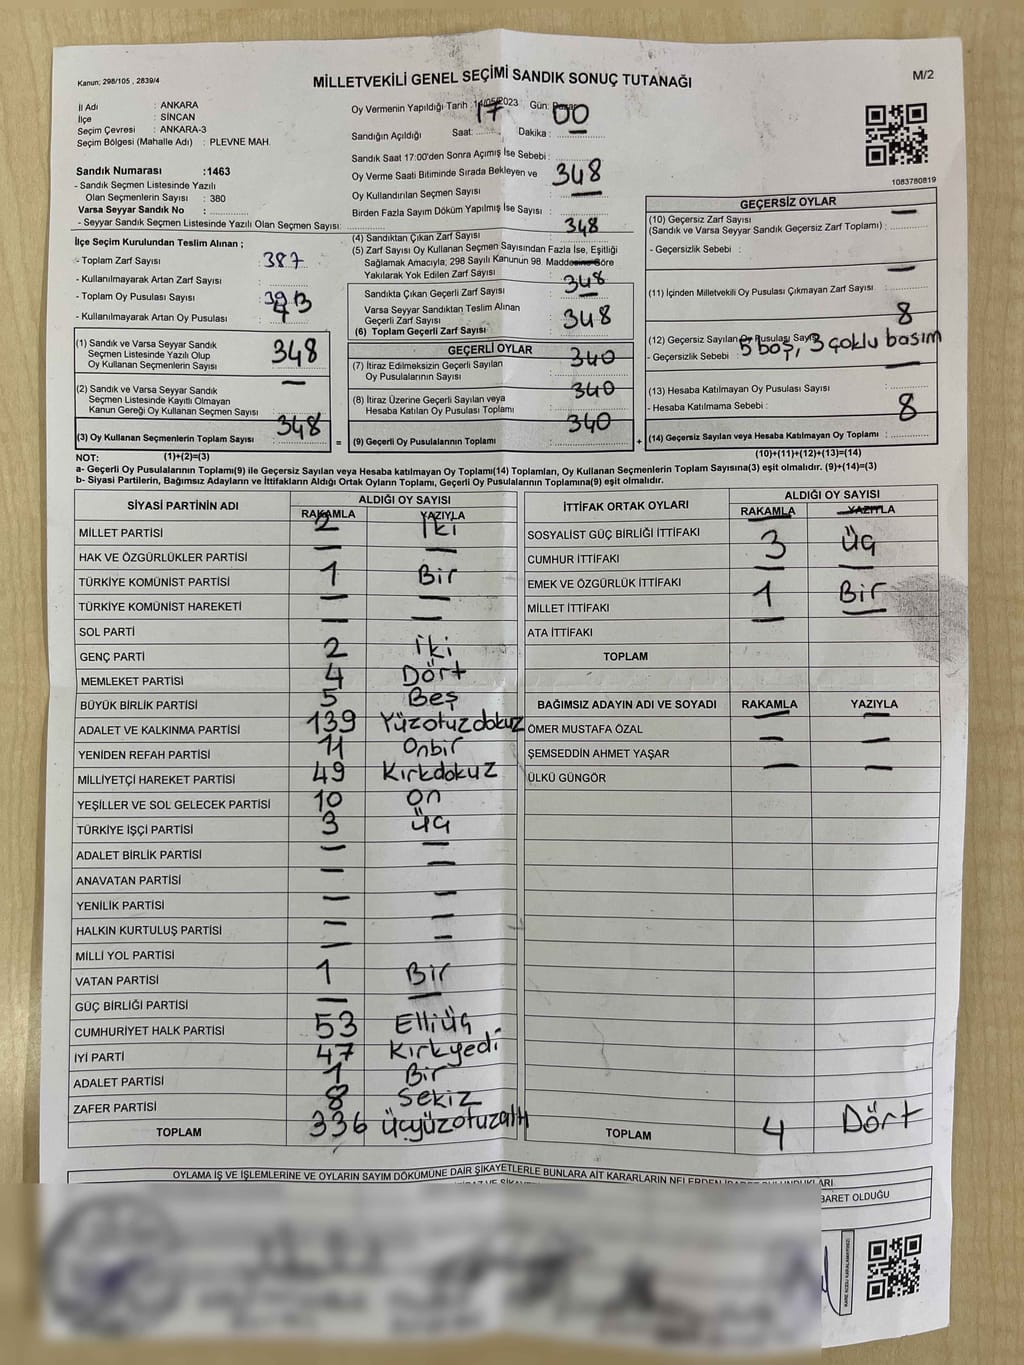 Kanun; 298/105 , 2839/4
MİLLETVEKİLİ GENEL SEÇİMİ SANDIK SONUÇ TUTANAĞI
M/2
İl Adı : ANKARA
İlçe : SİNCAN
Seçim Çevresi : ANKARA-3
Seçim Bölgesi (Mahalle Adı) : PLEVNE MAH.
Sandık Numarası :1463
- Sandık Seçmen Listesinde Yazılı
Olan Seçmenlerin Sayısı : 380
Varsa Seyyar Sandık No :
- Seyyar Sandık Seçmen Listesinde Yazılı Olan Seçmen Sayısı:
Oy Vermenin Yapıldığı Tarih :14/05/2023 Gün: Pazar
Sandığın Açıldığı Saat: 17 Dakika : 00
Sandık Saat 17:00'den Sonra Açımış İse Sebebi :
Oy Verme Saati Bitiminde Sırada Bekleyen ve
Oy Kullandırılan Seçmen Sayısı 348
Birden Fazla Sayım Döküm Yapılmış İse Sayısı : —
1083780819
İlçe Seçim Kurulundan Teslim Alınan ;
- Toplam Zarf Sayısı : 387
- Kullanılmayarak Artan Zarf Sayısı :
- Toplam Oy Pusulası Sayısı :
- Kullanılmayarak Artan Oy Pusulası :
(1) Sandık ve Varsa Seyyar Sandık
Seçmen Listesinde Yazılı Olup
Oy Kullanan Seçmenlerin Sayısı : 348
(2) Sandık ve Varsa Seyyar Sandık
Seçmen Listesinde Kayıtlı Olmayan
Kanun Gereği Oy Kullanan Seçmen Sayısı : —
(3) Oy Kullanan Seçmenlerin Toplam Sayısı : 348
(4) Sandıktan Çıkan Zarf Sayısı : 348
(5) Zarf Sayısı Oy Kullanan Seçmen Sayısından Fazla İse, Eşitliği
Sağlamak Amacıyla; 298 Sayılı Kanunun 98. Maddesine Göre
Yakılarak Yok Edilen Zarf Sayısı : —
Sandıkta Çıkan Geçerli Zarf Sayısı : 348
Varsa Seyyar Sandıktan Teslim Alınan
Geçerli Zarf Sayısı : —
(6) Toplam Geçerli Zarf Sayısı : 348
GEÇERLİ OYLAR
(7) İtiraz Edilmeksizin Geçerli Sayılan
Oy Pusulalarının Sayısı : 340
(8) İtiraz Üzerine Geçerli Sayılan veya
Hesaba Katılan Oy Pusulası Toplamı : 340
= (9) Geçerli Oy Pusulalarının Toplamı : 340
GEÇERSİZ OYLAR
(10) Geçersiz Zarf Sayısı —
(Sandık ve Varsa Seyyar Sandık Geçersiz Zarf Toplamı) :
- Geçersizlik Sebebi :
(11) İçinden Milletvekili Oy Pusulası Çıkmayan Zarf Sayısı : —
(12) Geçersiz Sayılan Oy Pusulası Sayısı : 8
- Geçersizlik Sebebi : 5 boş, 3 çoklu basım
(13) Hesaba Katılmayan Oy Pusulası Sayısı : —
- Hesaba Katılmama Sebebi :
+ (14) Geçersiz Sayılan veya Hesaba Katılmayan Oy Toplamı : 8
NOT: (1)+(2)=(3) (10)+(11)+(12)+(13)=(14)
a- Geçerli Oy Pusulalarının Toplamı(9) ile Geçersiz Sayılan veya Hesaba katılmayan Oy Toplamı(14) Toplamları, Oy Kullanan Seçmenlerin Toplam Sayısına(3) eşit olmalıdır. (9)+(14)=(3)
b- Siyasi Partilerin, Bağımsız Adayların ve İttifakların Aldığı Ortak Oyların Toplamı, Geçerli Oy Pusulalarının Toplamına(9) eşit olmalıdır.
SİYASİ PARTİNİN ADI ALDIĞI OY SAYISI
RAKAMLA YAZIYLA
MİLLET PARTİSİ 2 İki
HAK VE ÖZGÜRLÜKLER PARTİSİ — —
TÜRKİYE KOMÜNİST PARTİSİ 1 Bir
TÜRKİYE KOMÜNİST HAREKETİ — —
SOL PARTİ — —
GENÇ PARTİ 2 İki
MEMLEKET PARTİSİ 4 Dört
BÜYÜK BİRLİK PARTİSİ 5 Beş
ADALET VE KALKINMA PARTİSİ 139 Yüzotuzdokuz
YENİDEN REFAH PARTİSİ 11 Onbir
MİLLİYETÇİ HAREKET PARTİSİ 49 Kırkdokuz
YEŞİLLER VE SOL GELECEK PARTİSİ 10 On
TÜRKİYE İŞÇİ PARTİSİ 3 Üç
ADALET BİRLİK PARTİSİ — —
ANAVATAN PARTİSİ — —
YENİLİK PARTİSİ — —
HALKIN KURTULUŞ PARTİSİ — —
MİLLİ YOL PARTİSİ — —
VATAN PARTİSİ 1 Bir
GÜÇ BİRLİĞİ PARTİSİ — —
CUMHURİYET HALK PARTİSİ 53 Elliüç
İYİ PARTİ 47 Kırkyedi
ADALET PARTİSİ 1 Bir
ZAFER PARTİSİ 8 Sekiz
TOPLAM 336 Üçyüzotuzaltı
İTTİFAK ORTAK OYLARI ALDIĞI OY SAYISI
RAKAMLA YAZIYLA
SOSYALİST GÜÇ BİRLİĞİ İTTİFAKI — —
CUMHUR İTTİFAKI 3 Üç
EMEK VE ÖZGÜRLÜK İTTİFAKI — —
MİLLET İTTİFAKI 1 Bir
ATA İTTİFAKI — —
TOPLAM
BAĞIMSIZ ADAYIN ADI VE SOYADI RAKAMLA YAZIYLA
ÖMER MUSTAFA ÖZAL — —
ŞEMSEDDİN AHMET YAŞAR — —
ÜLKÜ GÜNGÖR — —
TOPLAM 4 Dört
OYLAMA İŞ VE İŞLEMLERİNE VE OYLARIN SAYIM DÖKÜMÜNE DAİR ŞİKAYETLERLE BUNLARA AİT KARARLARIN NELERDEN
BARET OLDUĞU